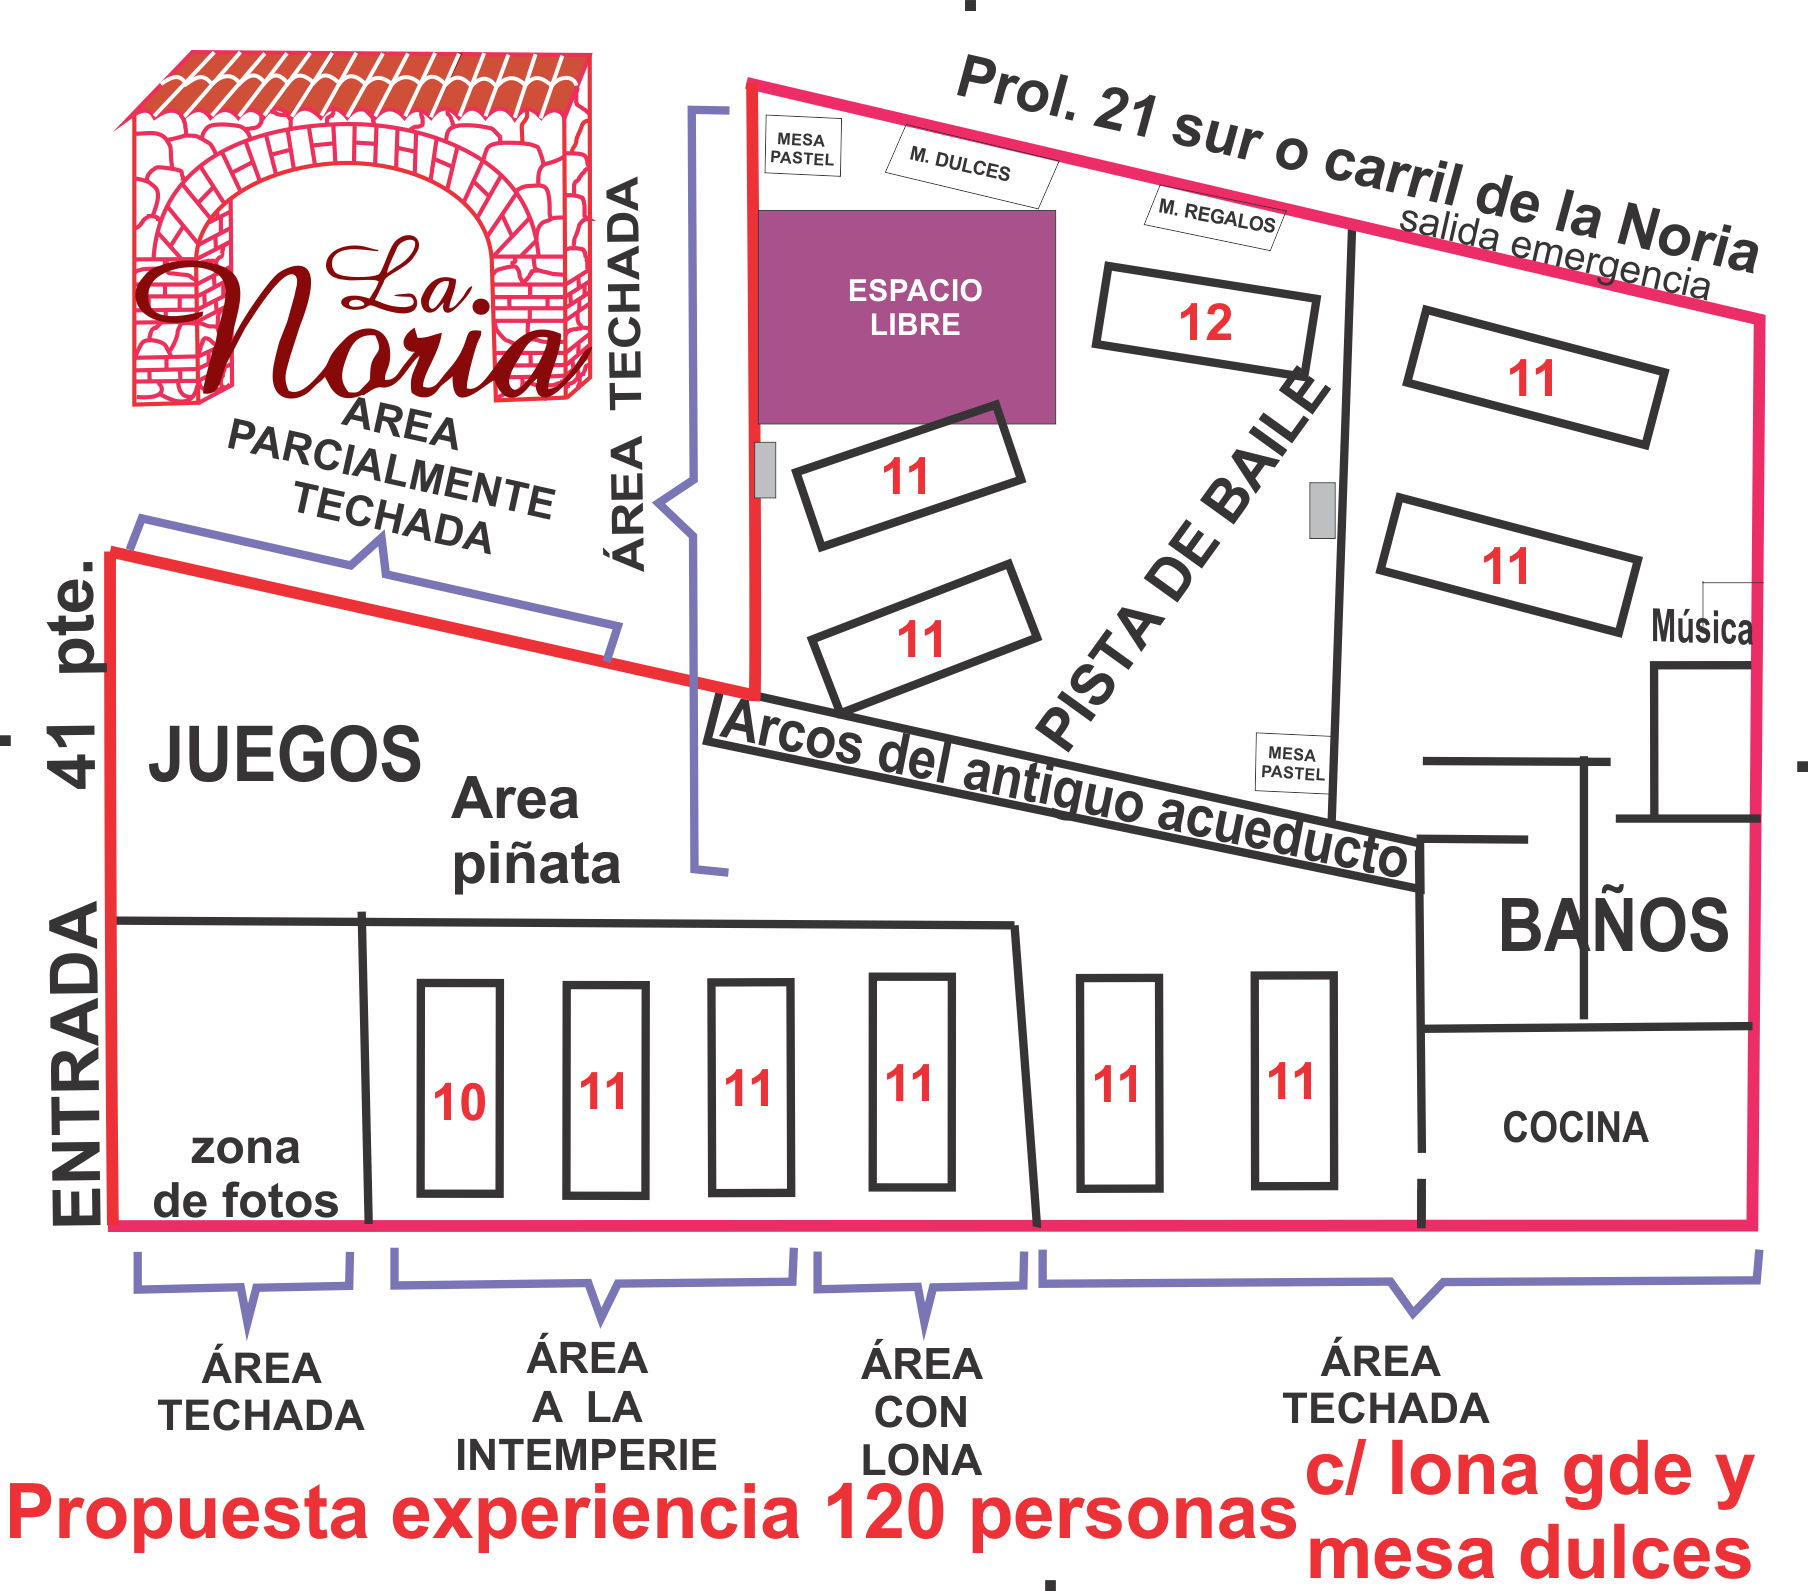 La
Noria
Prol. 21 sur o carril de la Noria
salida emergencia
MESA
PASTEL
M. DULCES
M. REGALOS
ESPACIO
LIBRE
12
11
11
11
11
ÁREA TECHADA
AREA
PARCIALMENTE
TECHADA
PISTA DE BAILE
Música
MESA
PASTEL
Arcos del antiguo acueducto
ENTRADA 41 pte.
JUEGOS
Area
piñata
BAÑOS
COCINA
zona
de fotos
10
11
11
11
11
11
ÁREA
TECHADA
ÁREA
A LA
INTEMPERIE
ÁREA
CON
LONA
ÁREA
TECHADA
Propuesta experiencia 120 personas
c/ lona gde y
mesa dulces